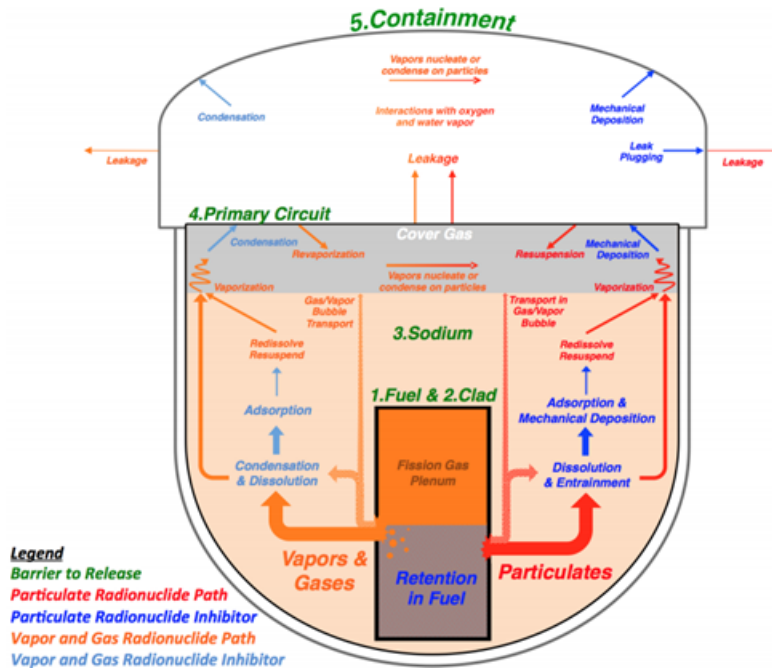 5.Containment
Vapors nucleate or
condense on particles
Condensation
Interactions with oxygen
and water vapor
Mechanical
Deposition
Leak
Plugging
Leakage
Leakage
Leakage
4.Primary Circuit
Cover Gas
Condensation
Revaporization
Vapors nucleate or
condense on particles
Resuspension
Mechanical
Deposition
Vaporization
Gas/Vapor
Bubble
Transport
Transport in
Gas/Vapor
Bubble
Vaporization
3.Sodium
Redissolve
Resuspend
Redissolve
Resuspend
1.Fuel & 2.Clad
Adsorption
Adsorption &
Mechanical Deposition
Condensation
& Dissolution
Fission Gas
Plenum
Dissolution
& Entrainment
Vapors &
Gases
Retention
in Fuel
Particulates
Legend
Barrier to Release
Particulate Radionuclide Path
Particulate Radionuclide Inhibitor
Vapor and Gas Radionuclide Path
Vapor and Gas Radionuclide Inhibitor